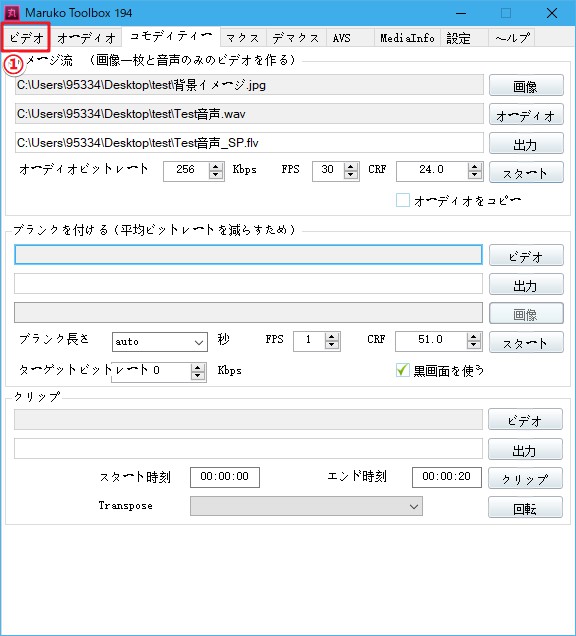 Maruko Toolbox 194
ビデオ オーディオ コモディティー マクス デマクス AVS MediaInfo 設定 ヘルプ
①
メージ流 (画像一枚と音声のみのビデオを作る)
C:\Users\95334\Desktop\test\背景イメージ.jpg 画像
C:\Users\95334\Desktop\test\Test音声.wav オーディオ
C:\Users\95334\Desktop\test\Test音声_SP.flv 出力
オーディオビットレート 256 Kbps FPS 30 CRF 24.0 スタート
オーディオをコピー
ブランクを付ける(平均ビットレートを減らすため)
ビデオ
出力
画像
ブランク長さ auto 秒 FPS 1 CRF 51.0 スタート
ターゲットビットレート 0 Kbps 黒画面を使う
クリップ
ビデオ
出力
スタート時刻 00:00:00 エンド時刻 00:00:20 クリップ
Transpose 回転